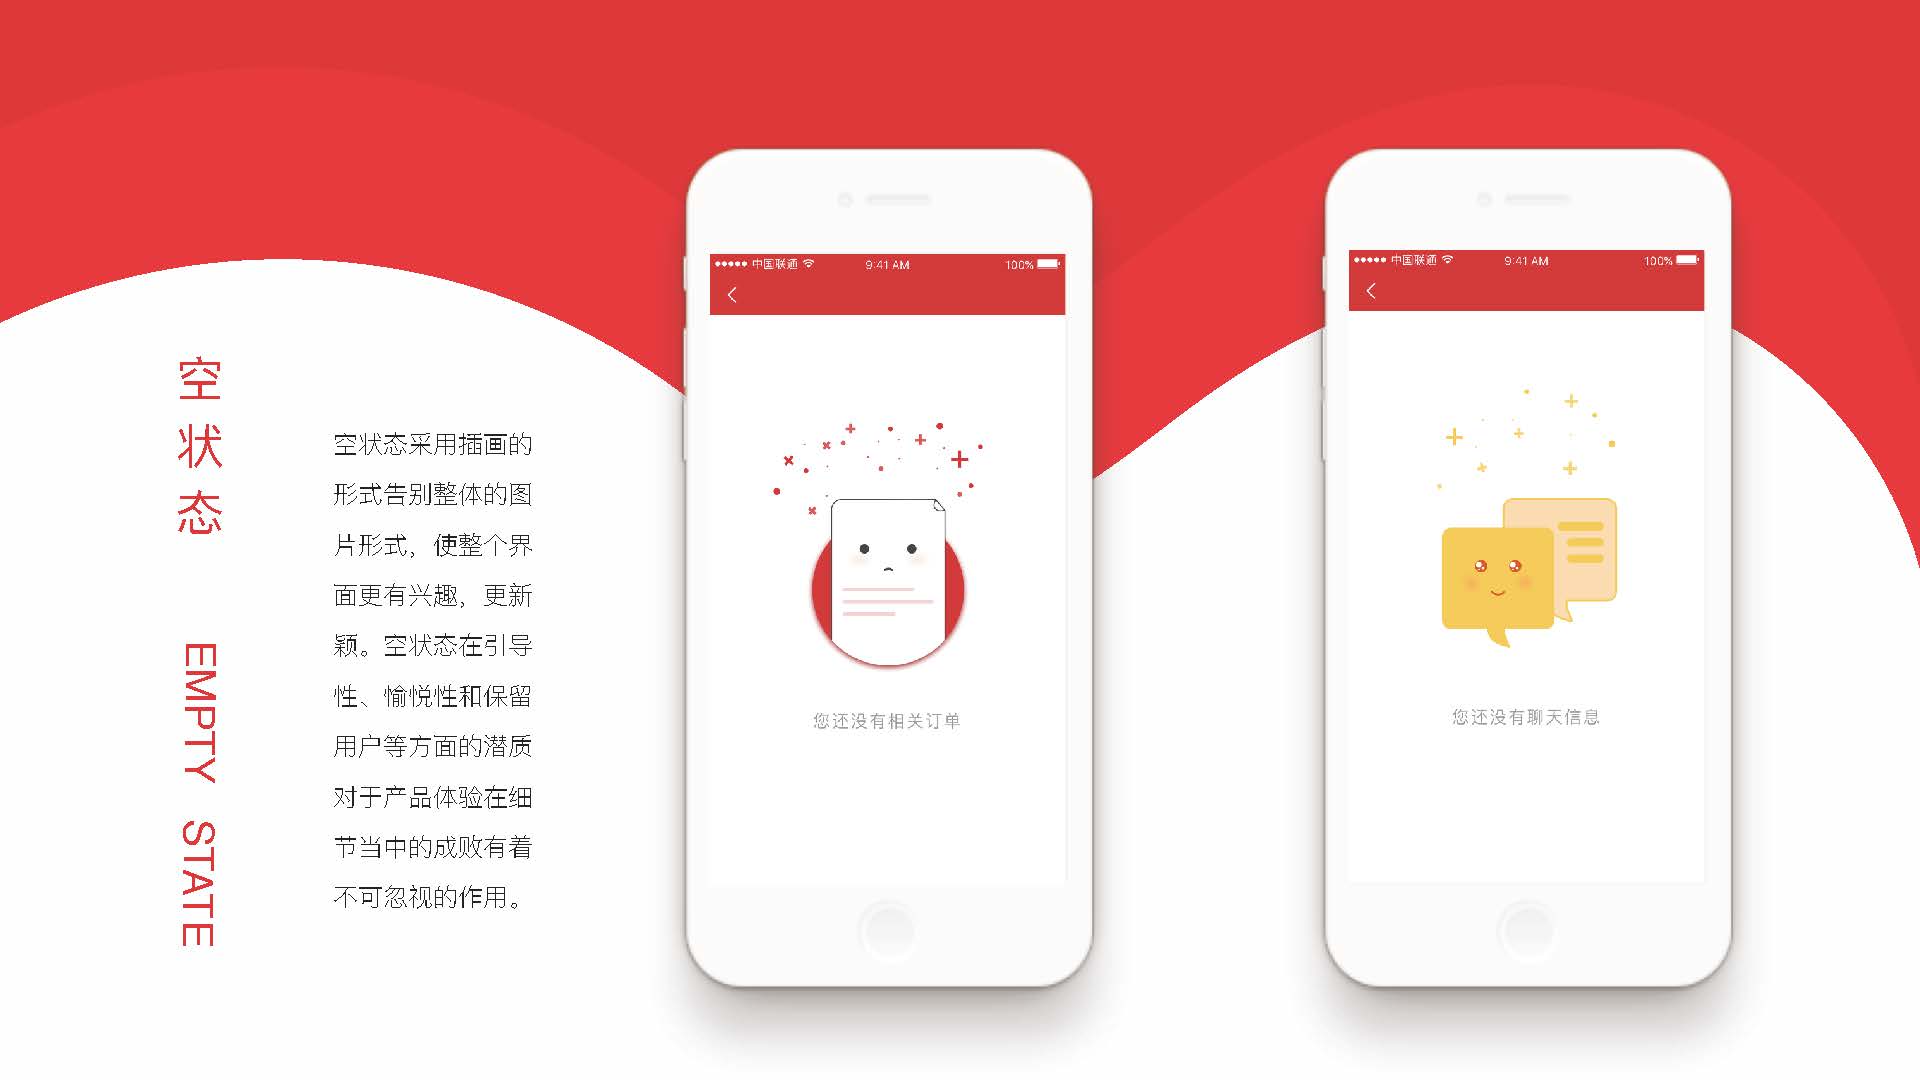 空状态
EMPTY STATE
空状态采用插画的
形式告别整体的图
片形式，使整个界
面更有兴趣，更新
颖。空状态在引导
性、愉悦性和保留
用户等方面的潜质
对于产品体验在细
节当中的成败有着
不可忽视的作用。
中国联通 9:41 AM 100%
您还没有相关订单
中国联通 9:41 AM 100%
您还没有聊天信息